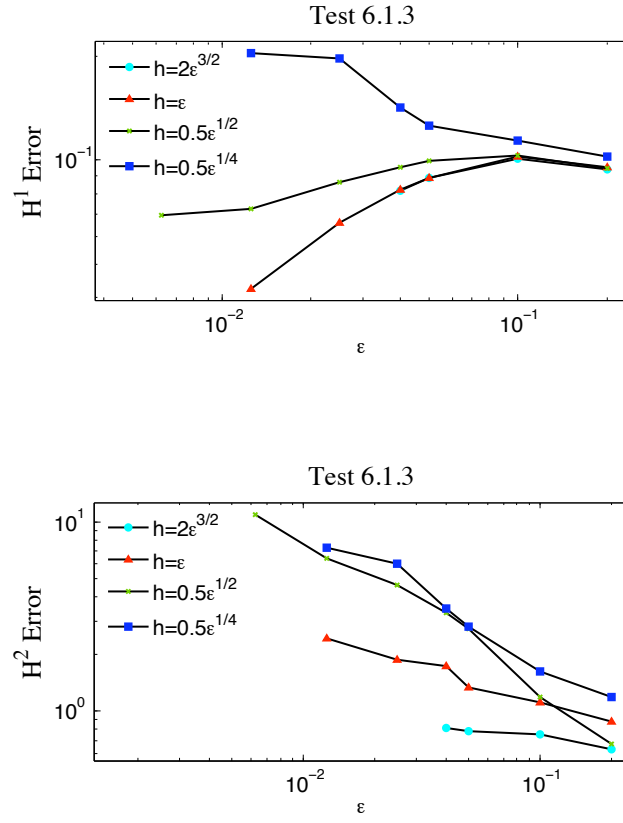 Test 6.1.3
h=2ε^{3/2}
h=ε
h=0.5ε^{1/2}
h=0.5ε^{1/4}
10^{-1}
H^1 Error
10^{-2} 10^{-1}
ε
Test 6.1.3
h=2ε^{3/2}
h=ε
h=0.5ε^{1/2}
h=0.5ε^{1/4}
10^1
10^0
H^2 Error
10^{-2} 10^{-1}
ε